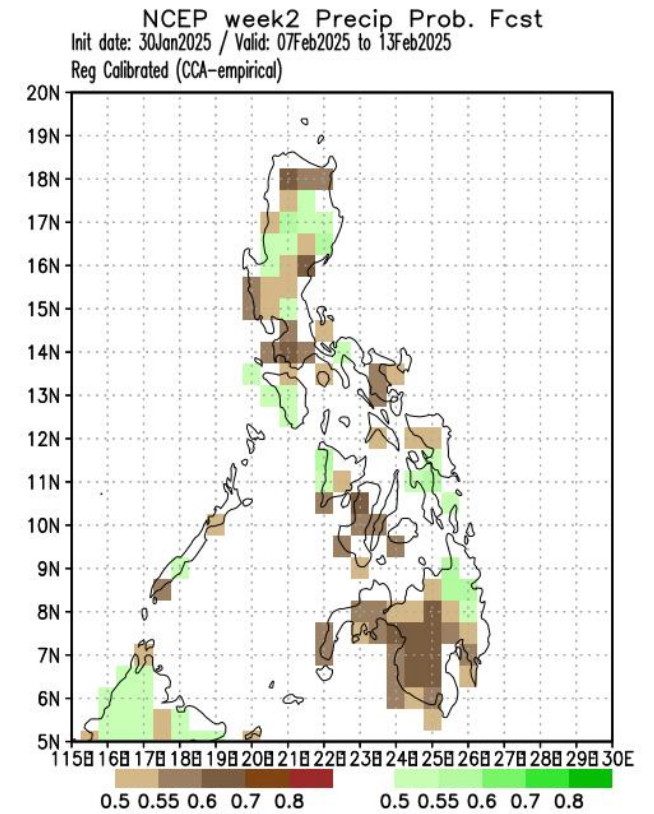 NCEP week2 Precip Prob. Fcst
Init date: 30Jan2025 / Valid: 07Feb2025 to 13Feb2025
Reg Calibrated (CCA-empirical)
20N
19N
18N
17N
16N
15N
14N
13N
12N
11N
10N
9N
8N
7N
6N
5N
115E 116E 117E 118E 119E 120E 121E 122E 123E 124E 125E 126E 127E 128E 129E 130E
0.5 0.55 0.6 0.7 0.8 0.5 0.55 0.6 0.7 0.8